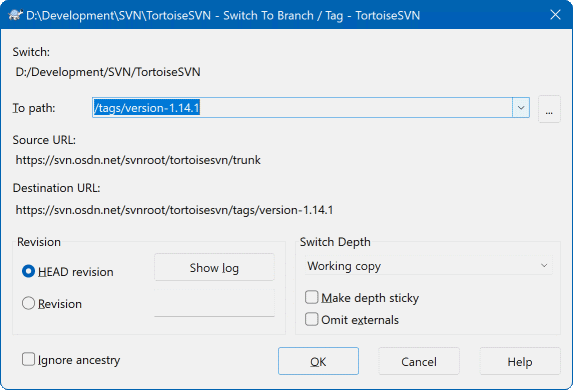 D:\Development\SVN\TortoiseSVN - Switch To Branch / Tag - TortoiseSVN
Switch:
D:/Development/SVN/TortoiseSVN
To path:
/tags/version-1.14.1
...
Source URL:
https://svn.osdn.net/svnroot/tortoisesvn/trunk
Destination URL:
https://svn.osdn.net/svnroot/tortoisesvn/tags/version-1.14.1
Revision
HEAD revision
Show log
Revision
Switch Depth
Working copy
Make depth sticky
Omit externals
Ignore ancestry
OK
Cancel
Help